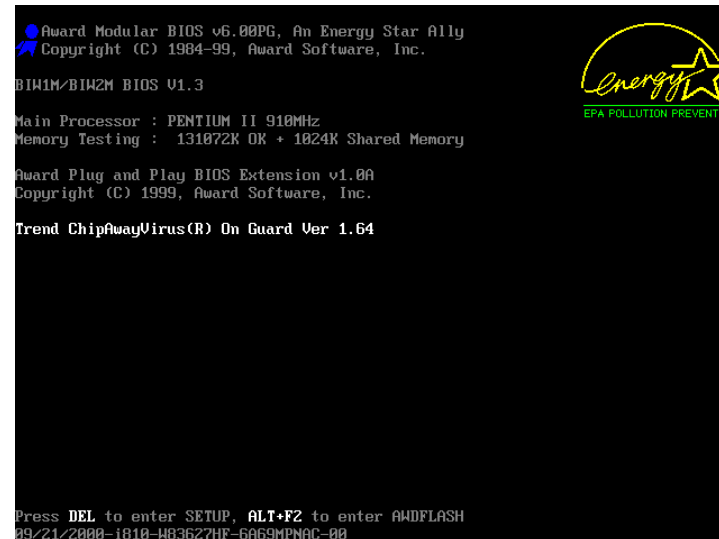 Award Modular BIOS v6.00PG, An Energy Star Ally
Copyright (C) 1984-99, Award Software, Inc.
energy
EPA POLLUTION PREVENT
BIW1M/BIW2M BIOS V1.3
Main Processor : PENTIUM II 910MHz
Memory Testing :  131072K OK + 1024K Shared Memory
Award Plug and Play BIOS Extension v1.0A
Copyright (C) 1999, Award Software, Inc.
Trend ChipAwayVirus(R) On Guard Ver 1.64
Press DEL to enter SETUP, ALT+F2 to enter AWDFLASH
09/21/2000-i810-W83627HF-6A69MPNAC-00